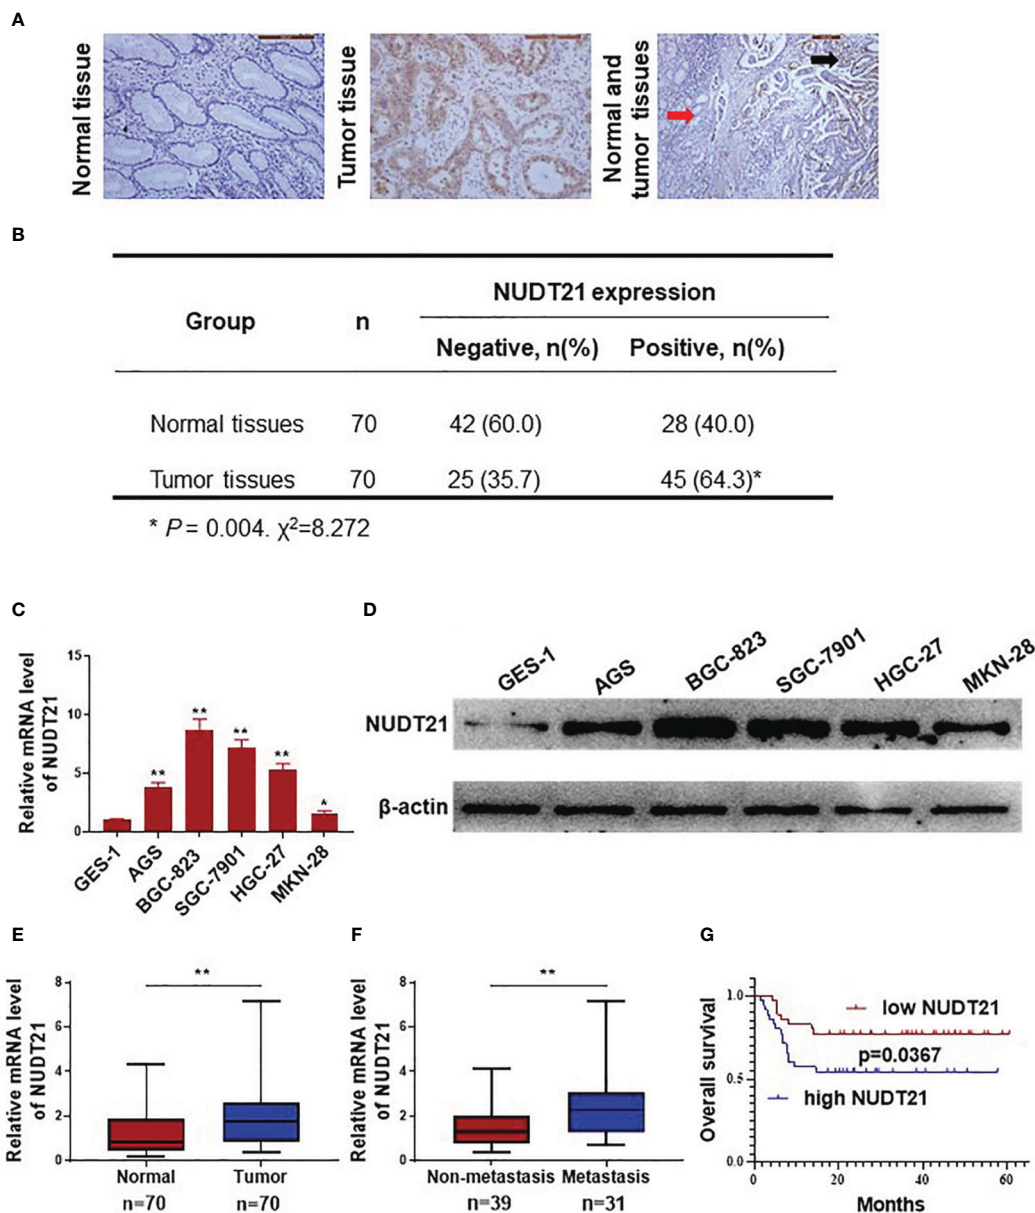 A
Normal tissue
Tumor tissue
Normal and
tumor tissues
B
Group
n
NUDT21 expression
Negative, n(%)
Positive, n(%)
Normal tissues 70 42 (60.0) 28 (40.0)
Tumor tissues 70 25 (35.7) 45 (64.3)*
* P = 0.004. χ²=8.272
C
Relative mRNA level
of NUDT21
15
10
5
0
**
**
**
**
*
GES-1
AGS
BGC-823
SGC-7901
HGC-27
MKN-28
D
GES-1
AGS
BGC-823
SGC-7901
HGC-27
MKN-28
NUDT21
β-actin
E
Relative mRNA level
of NUDT21
8
6
4
2
0
**
Normal
Tumor
n=70
n=70
F
Relative mRNA level
of NUDT21
8
6
4
2
0
**
Non-metastasis
Metastasis
n=39
n=31
G
Overall survival
1.0
0.5
0.0
low NUDT21
p=0.0367
high NUDT21
0
20
40
60
Months